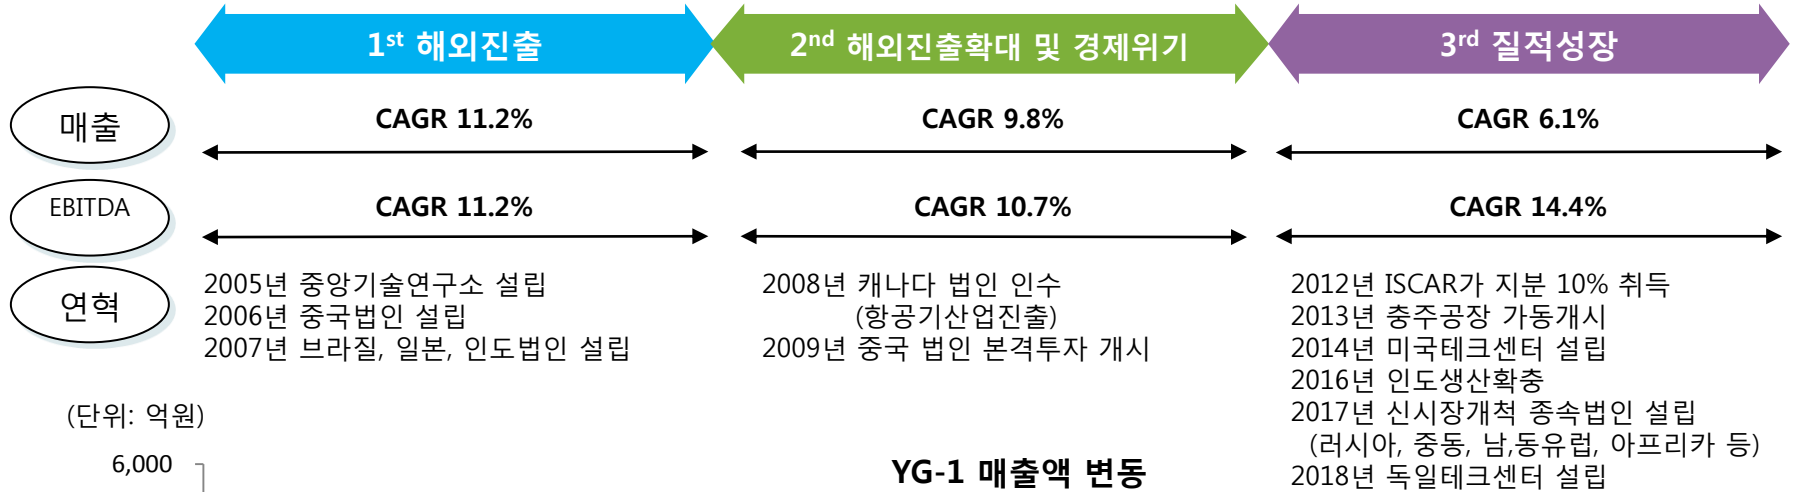 1st 해외진출
2nd 해외진출확대 및 경제위기
3rd 질적성장
매출
CAGR 11.2%
CAGR 9.8%
CAGR 6.1%
EBITDA
CAGR 11.2%
CAGR 10.7%
CAGR 14.4%
연혁
2005년 중앙기술연구소 설립
2006년 중국법인 설립
2007년 브라질, 일본, 인도법인 설립
2008년 캐나다 법인 인수
(항공기산업진출)
2009년 중국 법인 본격투자 개시
2012년 ISCAR가 지분 10% 취득
2013년 충주공장 가동개시
2014년 미국테크센터 설립
2016년 인도생산확충
2017년 신시장개척 종속법인 설립
(러시아, 중동, 남,동유럽, 아프리카 등)
2018년 독일테크센터 설립
(단위: 억원)
6,000
YG-1 매출액 변동